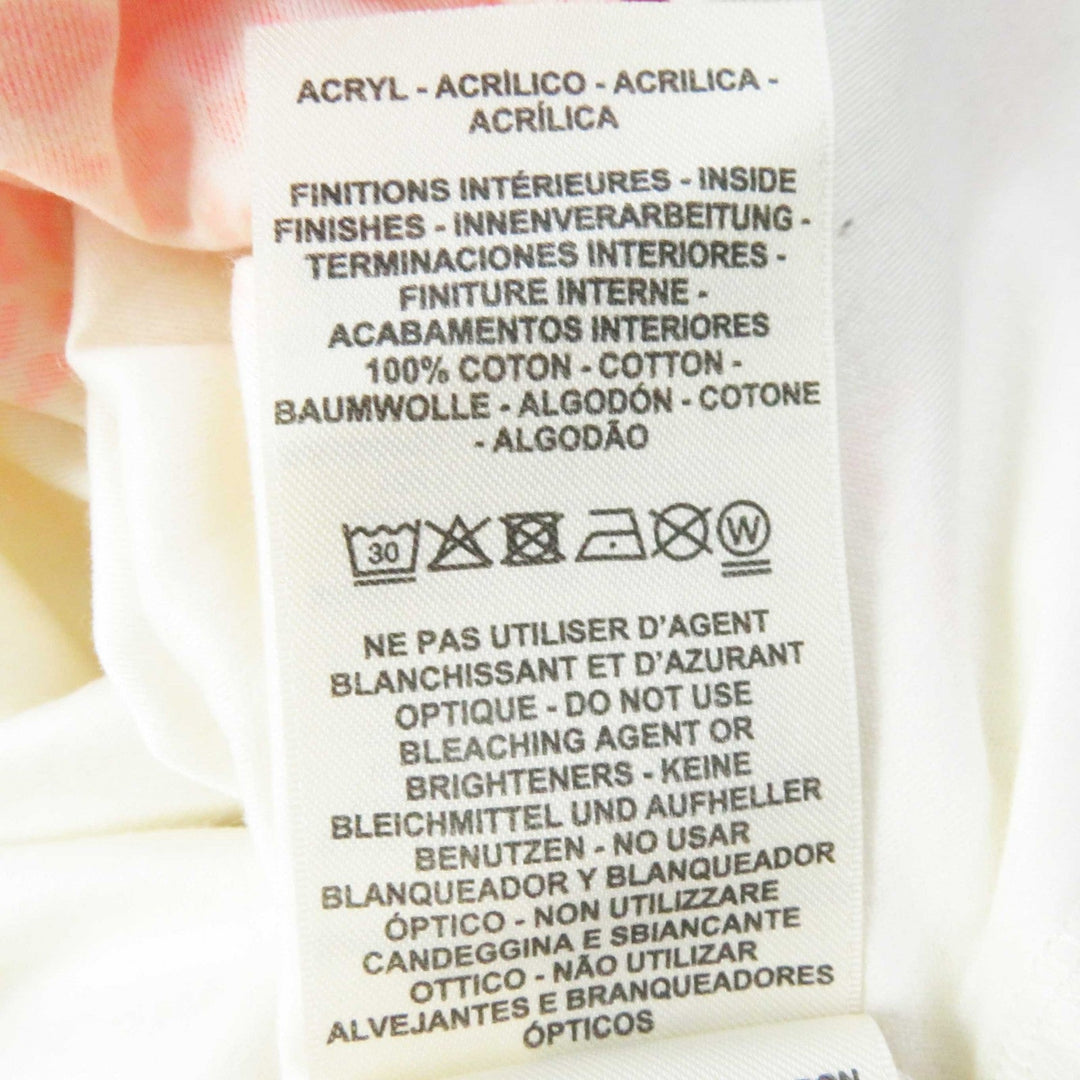 ACRYL - ACRÍLICO - ACRILICA -
ACRÍLICA
FINITIONS INTÉRIEURES - INSIDE
FINISHES - INNENVERARBEITUNG -
TERMINACIONES INTERIORES -
FINITURE INTERNE -
ACABAMENTOS INTERIORES
100% COTON - COTTON -
BAUMWOLLE - ALGODÓN - COTONE
- ALGODÃO
30 W
NE PAS UTILISER D'AGENT
BLANCHISSANT ET D'AZURANT
OPTIQUE - DO NOT USE
BLEACHING AGENT OR
BRIGHTENERS - KEINE
BLEICHMITTEL UND AUFHELLER
BENUTZEN - NO USAR
BLANQUEADOR Y BLANQUEADOR
ÓPTICO - NON UTILIZZARE
CANDEGGINA E SBIANCANTE
OTTICO - NÃO UTILIZAR
ALVEJANTES E BRANQUEADORES
ÓPTICOS